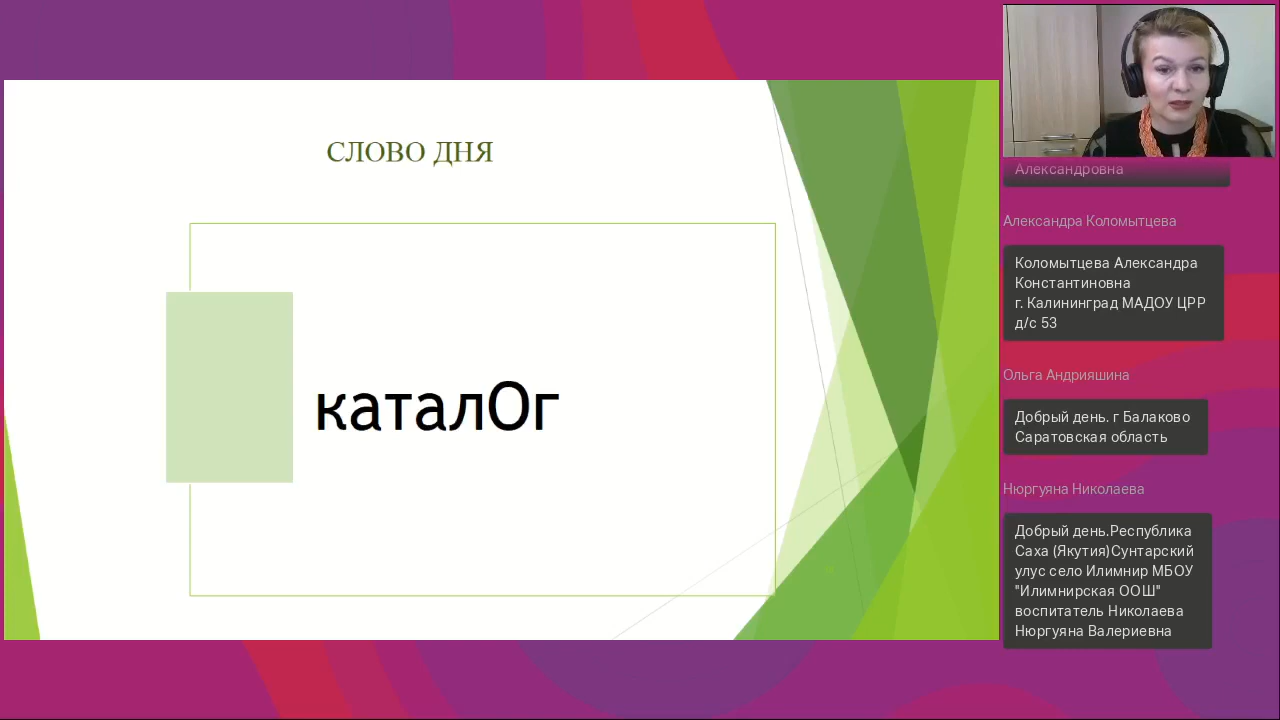 СЛОВО ДНЯ
каталОг
Александровна
Александра Коломытцева
Коломытцева Александра
Константиновна
г. Калининград МАДОУ ЦРР
д/с 53
Ольга Андрияшина
Добрый день. г Балаково
Саратовская область
Нюргуяна Николаева
Добрый день.Республика
Саха (Якутия)Сунтарский
улус село Илимнир МБОУ
"Илимнирская ООШ"
воспитатель Николаева
Нюргуяна Валериевна